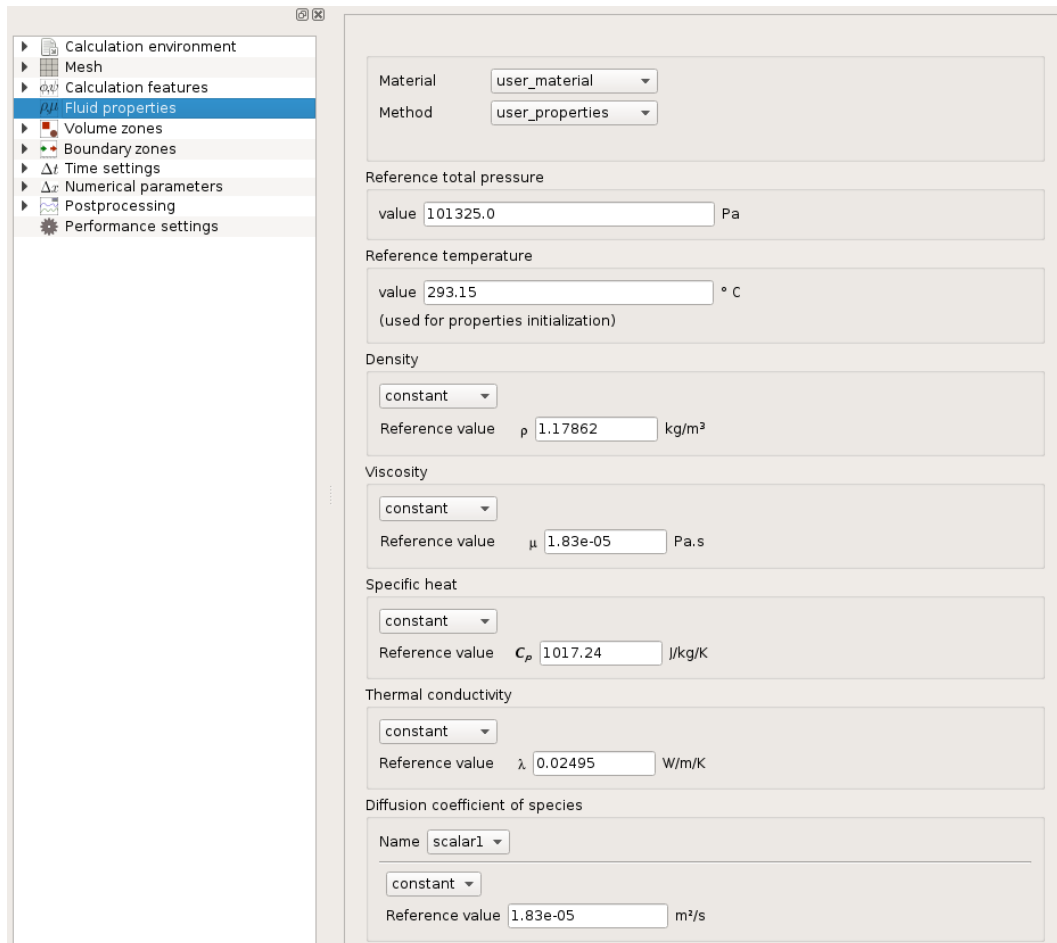 Calculation environment
Mesh
φ,ψ Calculation features
ρ,μ Fluid properties
Volume zones
Boundary zones
Δt Time settings
Δx Numerical parameters
Postprocessing
Performance settings
Material user_material
Method user_properties
Reference total pressure
value 101325.0 Pa
Reference temperature
value 293.15 ° C
(used for properties initialization)
Density
constant
Reference value ρ 1.17862 kg/m³
Viscosity
constant
Reference value μ 1.83e-05 Pa.s
Specific heat
constant
Reference value Cp 1017.24 J/kg/K
Thermal conductivity
constant
Reference value λ 0.02495 W/m/K
Diffusion coefficient of species
Name scalar1
constant
Reference value 1.83e-05 m²/s